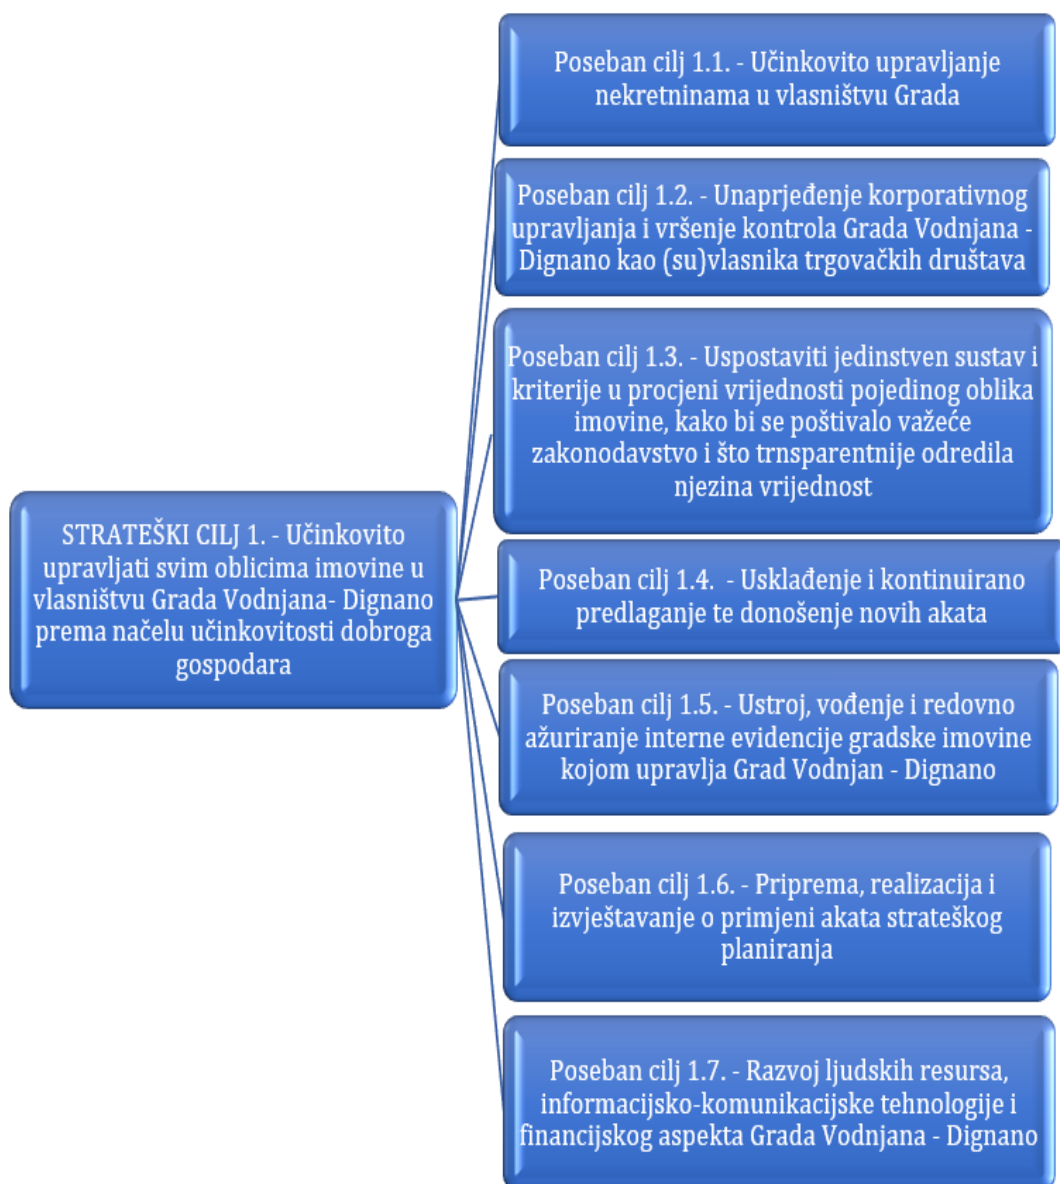 STRATEŠKI CILJ 1. - Učinkovito
upravljati svim oblicima imovine u
vlasništvu Grada Vodnjana- Dignano
prema načelu učinkovitosti dobroga
gospodara
Poseban cilj 1.1. - Učinkovito upravljanje
nekretninama u vlasništvu Grada
Poseban cilj 1.2. - Unaprjeđenje korporativnog
upravljanja i vršenje kontrola Grada Vodnjana -
Dignano kao (su)vlasnika trgovačkih društava
Poseban cilj 1.3. - Uspostaviti jedinstven sustav i
kriterije u procjeni vrijednosti pojedinog oblika
imovine, kako bi se poštivalo važeće
zakonodavstvo i što trnsparentnije odredila
njezina vrijednost
Poseban cilj 1.4.  - Usklađenje i kontinuirano
predlaganje te donošenje novih akata
Poseban cilj 1.5. - Ustroj, vođenje i redovno
ažuriranje interne evidencije gradske imovine
kojom upravlja Grad Vodnjan - Dignano
Poseban cilj 1.6. - Priprema, realizacija i
izvještavanje o primjeni akata strateškog
planiranja
Poseban cilj 1.7. - Razvoj ljudskih resursa,
informacijsko-komunikacijske tehnologije i
financijskog aspekta Grada Vodnjana - Dignano